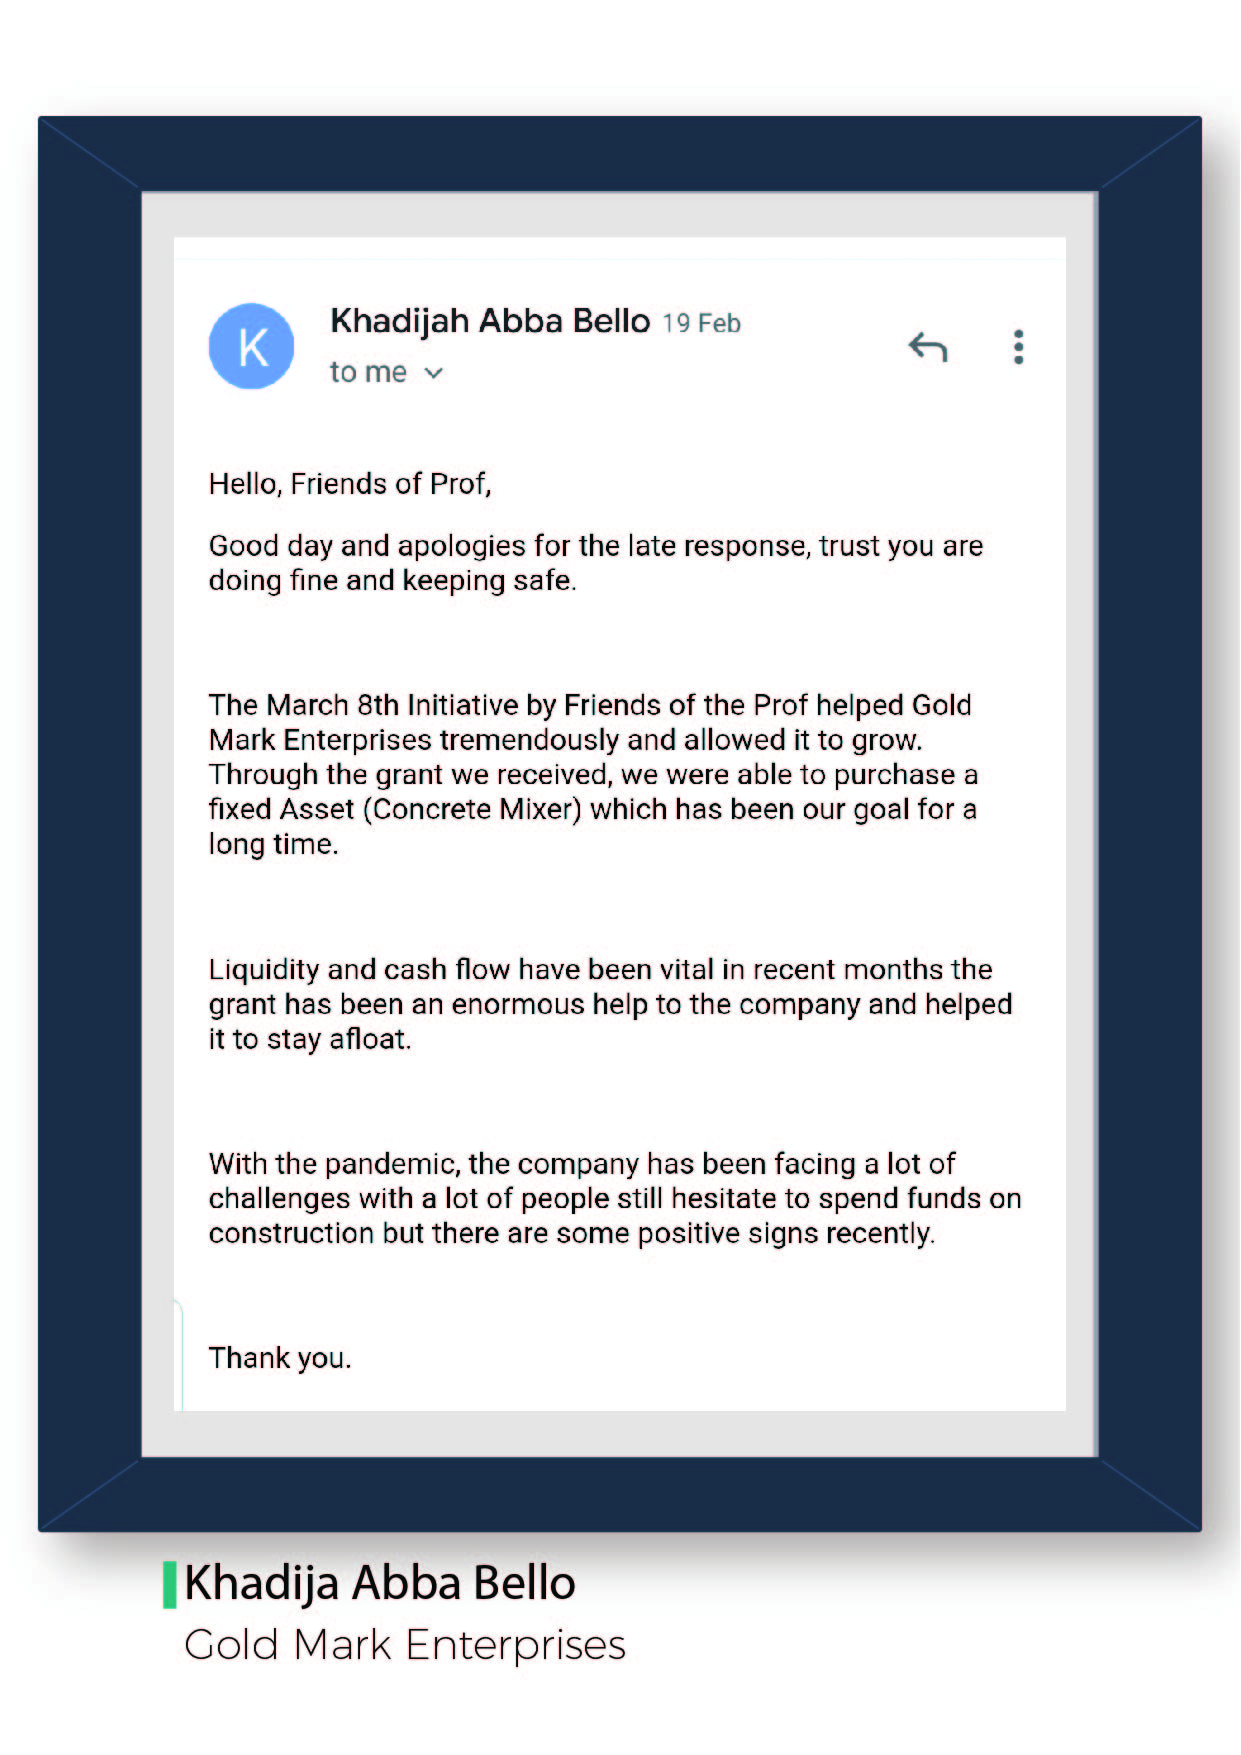 K
Khadijah Abba Bello 19 Feb
to me
Hello, Friends of Prof,
Good day and apologies for the late response, trust you are
doing fine and keeping safe.
The March 8th Initiative by Friends of the Prof helped Gold
Mark Enterprises tremendously and allowed it to grow.
Through the grant we received, we were able to purchase a
fixed Asset (Concrete Mixer) which has been our goal for a
long time.
Liquidity and cash flow have been vital in recent months the
grant has been an enormous help to the company and helped
it to stay afloat.
With the pandemic, the company has been facing a lot of
challenges with a lot of people still hesitate to spend funds on
construction but there are some positive signs recently.
Thank you.
Khadija Abba Bello
Gold Mark Enterprises